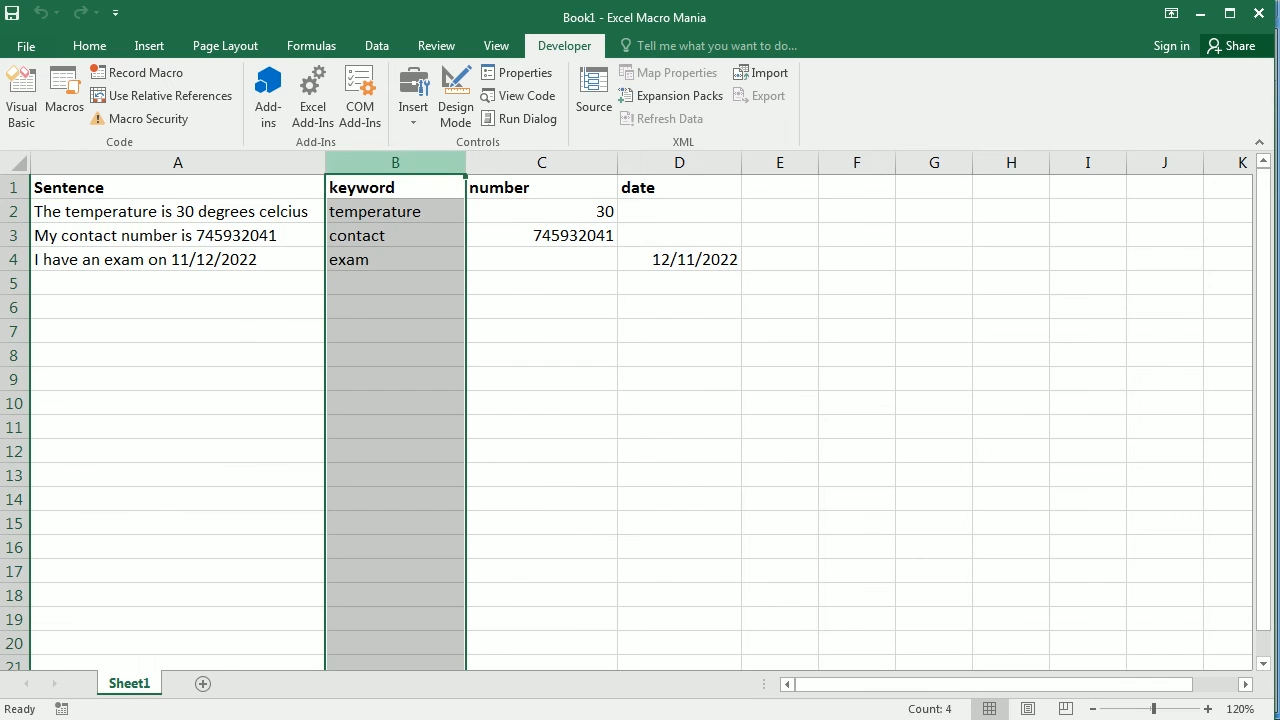 Book1 - Excel Macro Mania
File Home Insert Page Layout Formulas Data Review View Developer Tell me what you want to do... Sign in Share
Visual Basic
Macros
Record Macro
Use Relative References
Macro Security
Code
Add-ins
Excel Add-Ins
COM Add-Ins
Add-Ins
Insert
Design Mode
Properties
View Code
Run Dialog
Controls
Source
Map Properties
Expansion Packs
Refresh Data
Import
Export
XML
A B C D E F G H I J K
1 Sentence keyword number date
2 The temperature is 30 degrees celcius temperature 30
3 My contact number is 745932041 contact 745932041
4 I have an exam on 11/12/2022 exam 12/11/2022
5
6
7
8
9
10
11
12
13
14
15
16
17
18
19
20
21
Sheet1
Ready Count: 4 120%